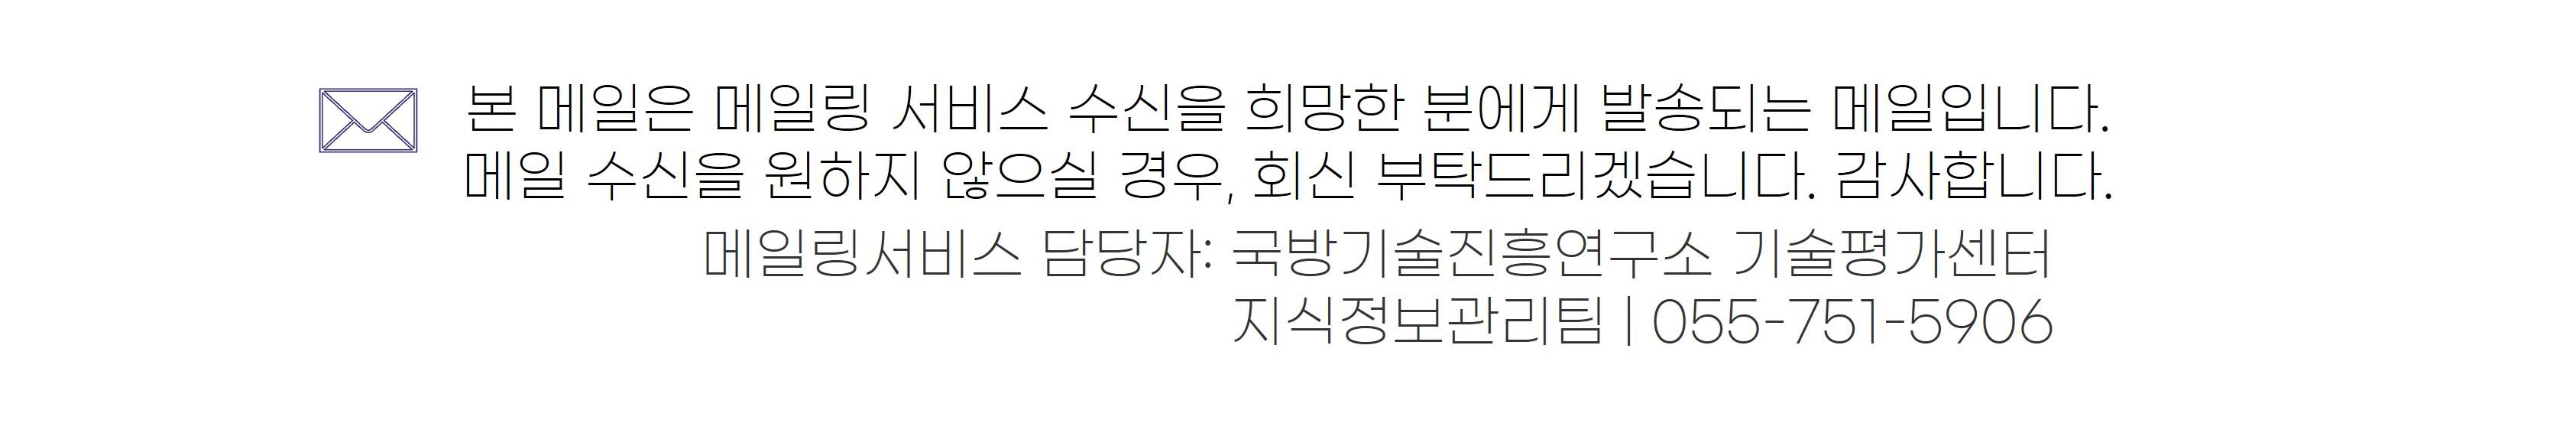 본 메일은 메일링 서비스 수신을 희망한 분에게 발송되는 메일입니다.
메일 수신을 원하지 않으실 경우, 회신 부탁드리겠습니다. 감사합니다.
메일링서비스 담당자: 국방기술진흥연구소 기술평가센터
지식정보관리팀 | 055-751-5906